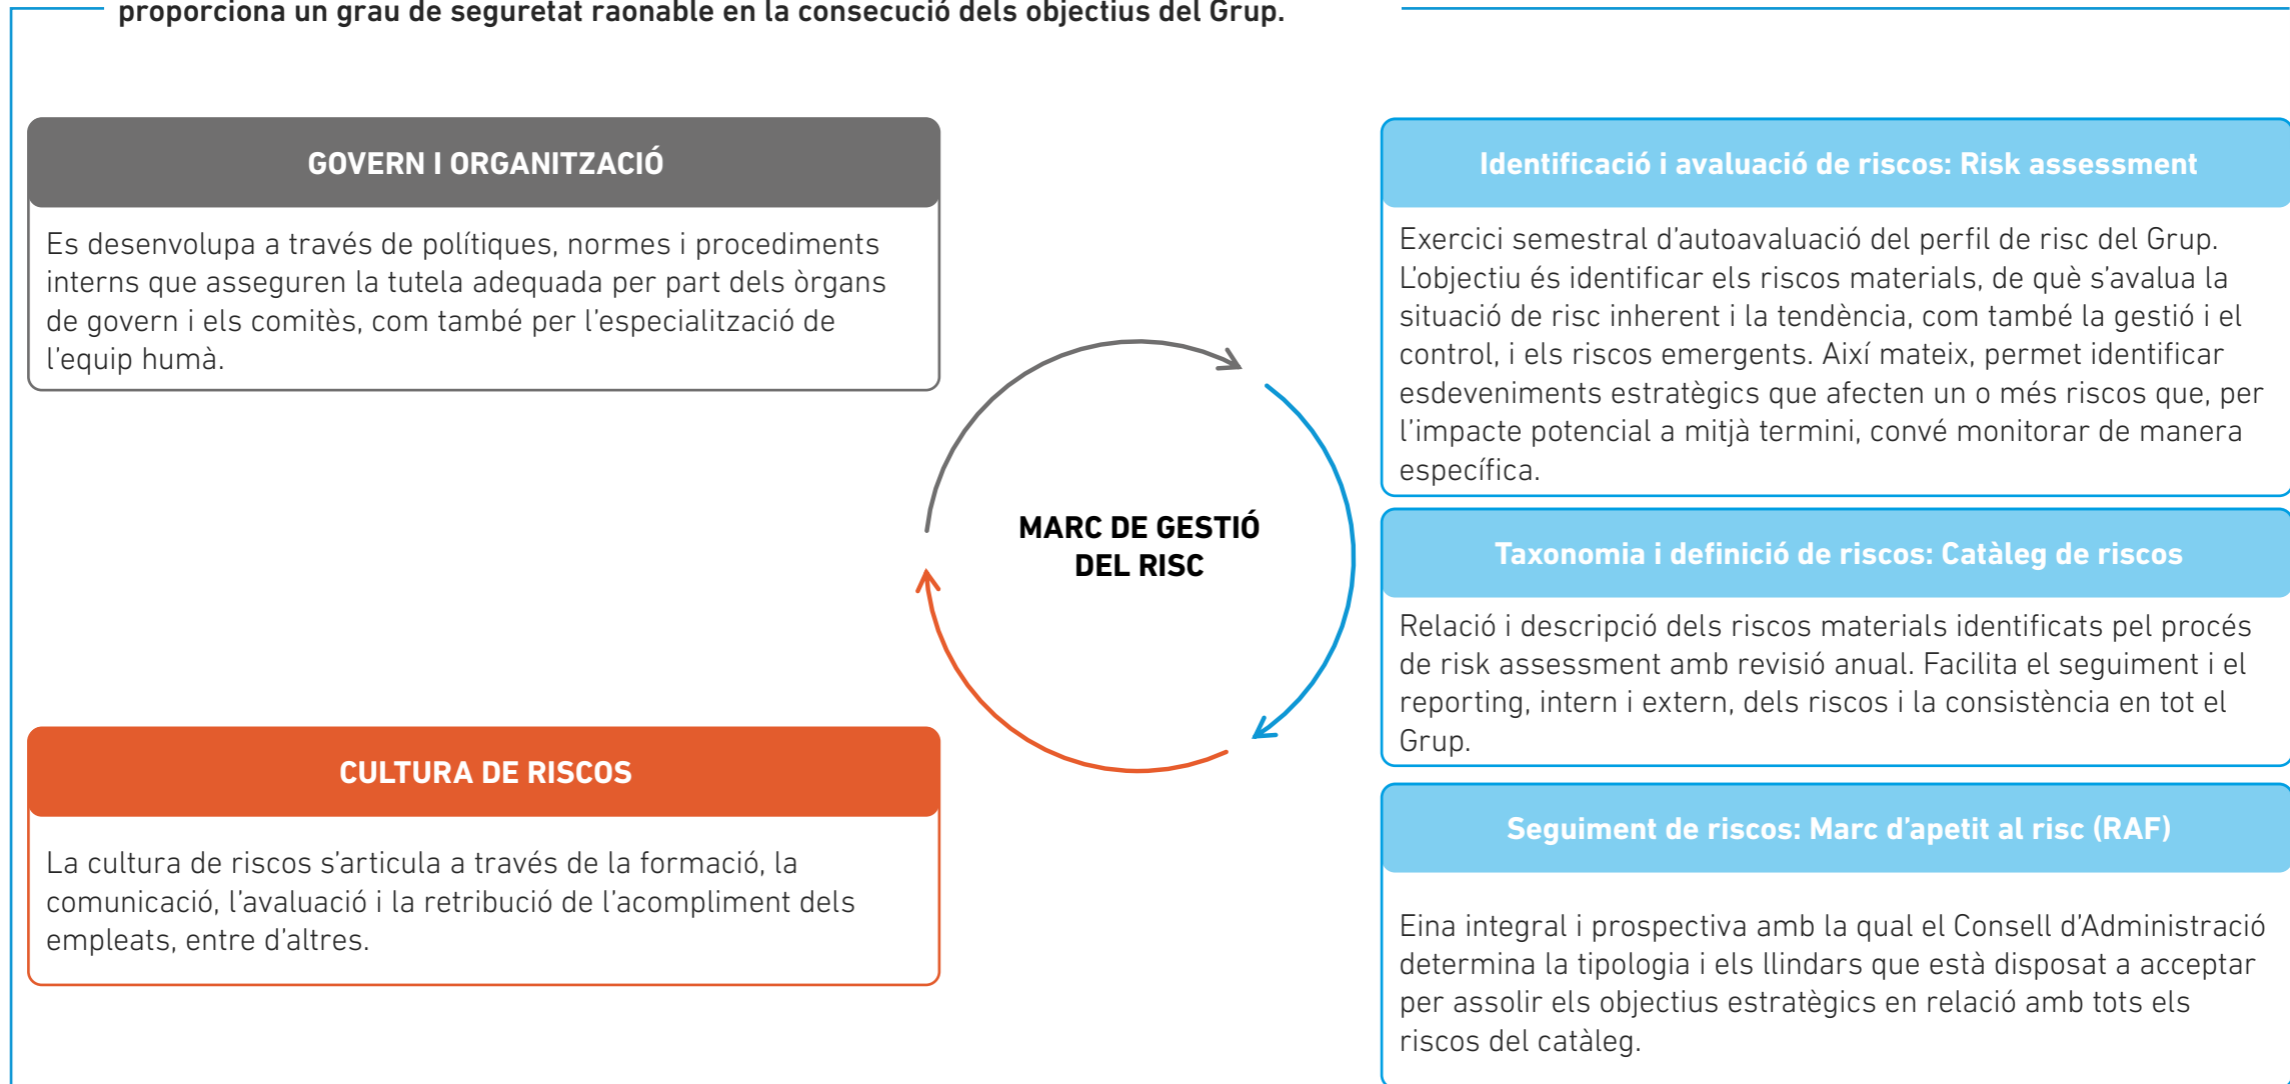 proporciona un grau de seguretat raonable en la consecució dels objectius del Grup.
GOVERN I ORGANITZACIÓ
Es desenvolupa a través de polítiques, normes i procediments
interns que asseguren la tutela adequada per part dels òrgans
de govern i els comitès, com també per l'especialització de
l'equip humà.
MARC DE GESTIÓ
DEL RISC
CULTURA DE RISCOS
La cultura de riscos s'articula a través de la formació, la
comunicació, l'avaluació i la retribució de l'acompliment dels
empleats, entre d'altres.
Identificació i avaluació de riscos: Risk assessment
Exercici semestral d'autoavaluació del perfil de risc del Grup.
L'objectiu és identificar els riscos materials, de què s'avalua la
situació de risc inherent i la tendència, com també la gestió i el
control, i els riscos emergents. Així mateix, permet identificar
esdeveniments estratègics que afecten un o més riscos que, per
l'impacte potencial a mitjà termini, convé monitorar de manera
específica.
Taxonomia i definició de riscos: Catàleg de riscos
Relació i descripció dels riscos materials identificats pel procés
de risk assessment amb revisió anual. Facilita el seguiment i el
reporting, intern i extern, dels riscos i la consistència en tot el
Grup.
Seguiment de riscos: Marc d'apetit al risc (RAF)
Eina integral i prospectiva amb la qual el Consell d'Administració
determina la tipologia i els llindars que està disposat a acceptar
per assolir els objectius estratègics en relació amb tots els
riscos del catàleg.